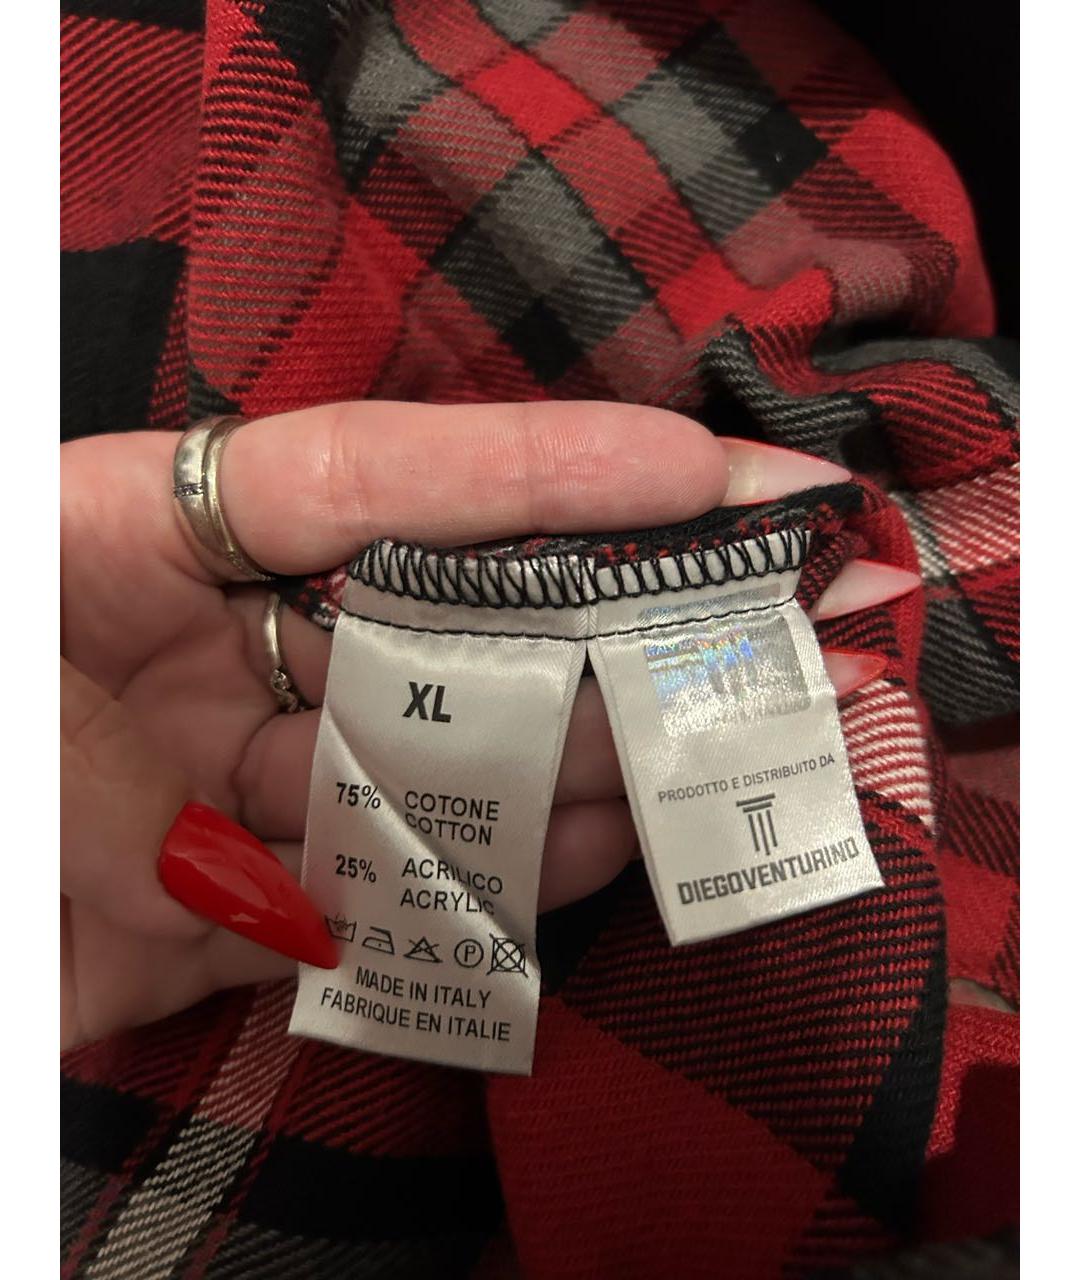 XL
75% COTONE
COTTON
25% ACRILICO
ACRYLIC
P
MADE IN ITALY
FABRIQUE EN ITALIE
PRODOTTO E DISTRIBUITO DA
DIEGOVENTURINO